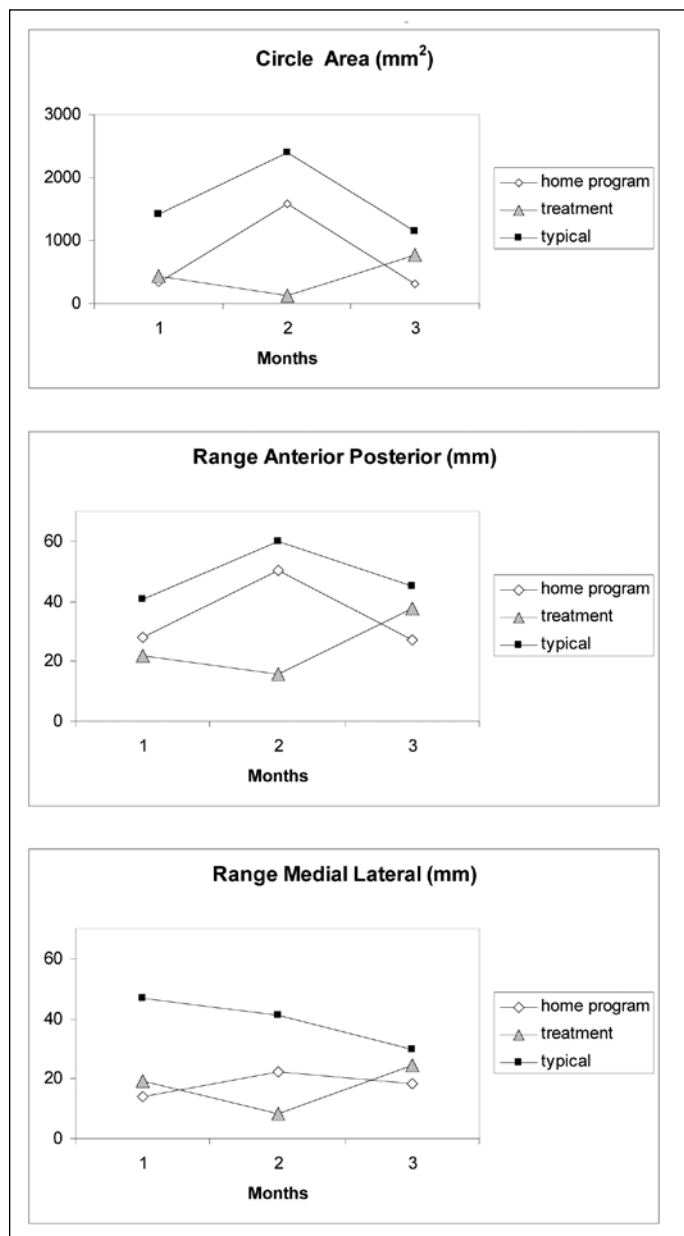 Circle Area (mm²)
3000
2000
1000
0
1 2 3
Months
home program
treatment
typical
Range Anterior Posterior (mm)
60
40
20
0
1 2 3
Months
home program
treatment
typical
Range Medial Lateral (mm)
60
40
20
0
1 2 3
Months
home program
treatment
typical